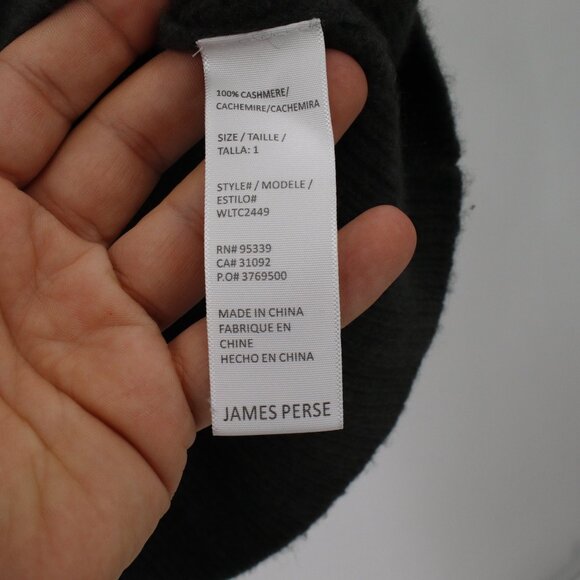 100% CASHMERE/
CACHEMIRE/CACHEMIRA
SIZE / TAILLE /
TALLA: 1
STYLE# / MODELE /
ESTILO#
WLTC2449
RN# 95339
CA# 31092
P.O# 3769500
MADE IN CHINA
FABRIQUE EN
CHINE
HECHO EN CHINA
JAMES PERSE